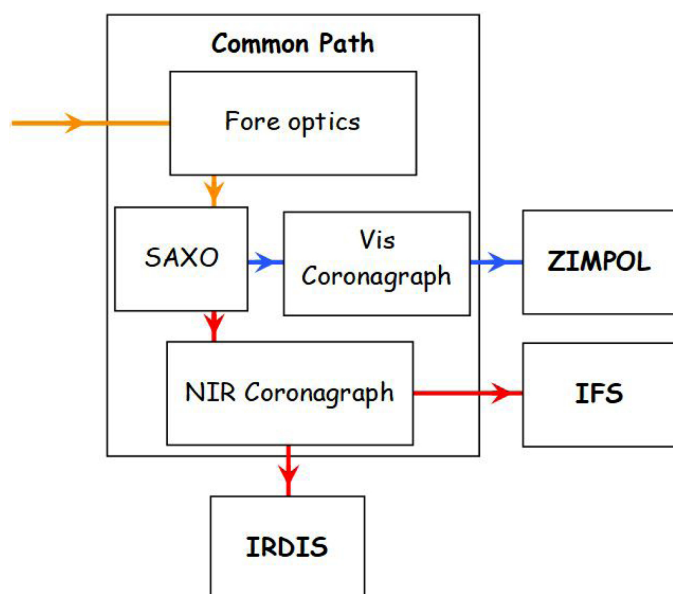 Common Path
Fore optics
SAXO
Vis
Coronagraph
ZIMPOL
NIR Coronagraph
IFS
IRDIS